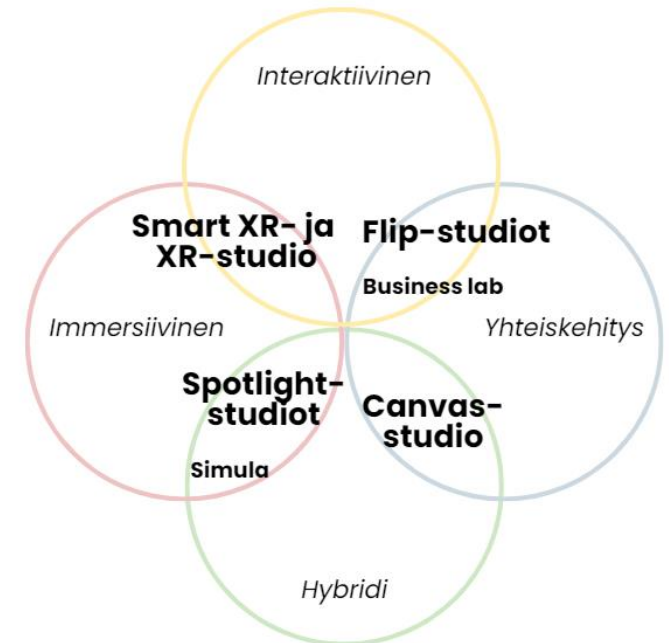 Interaktiivinen
Smart XR- ja
XR-studio
Flip-studiot
Business lab
Immersiivinen
Yhteiskehitys
Spotlight-
studiot
Canvas-
studio
Simula
Hybridi